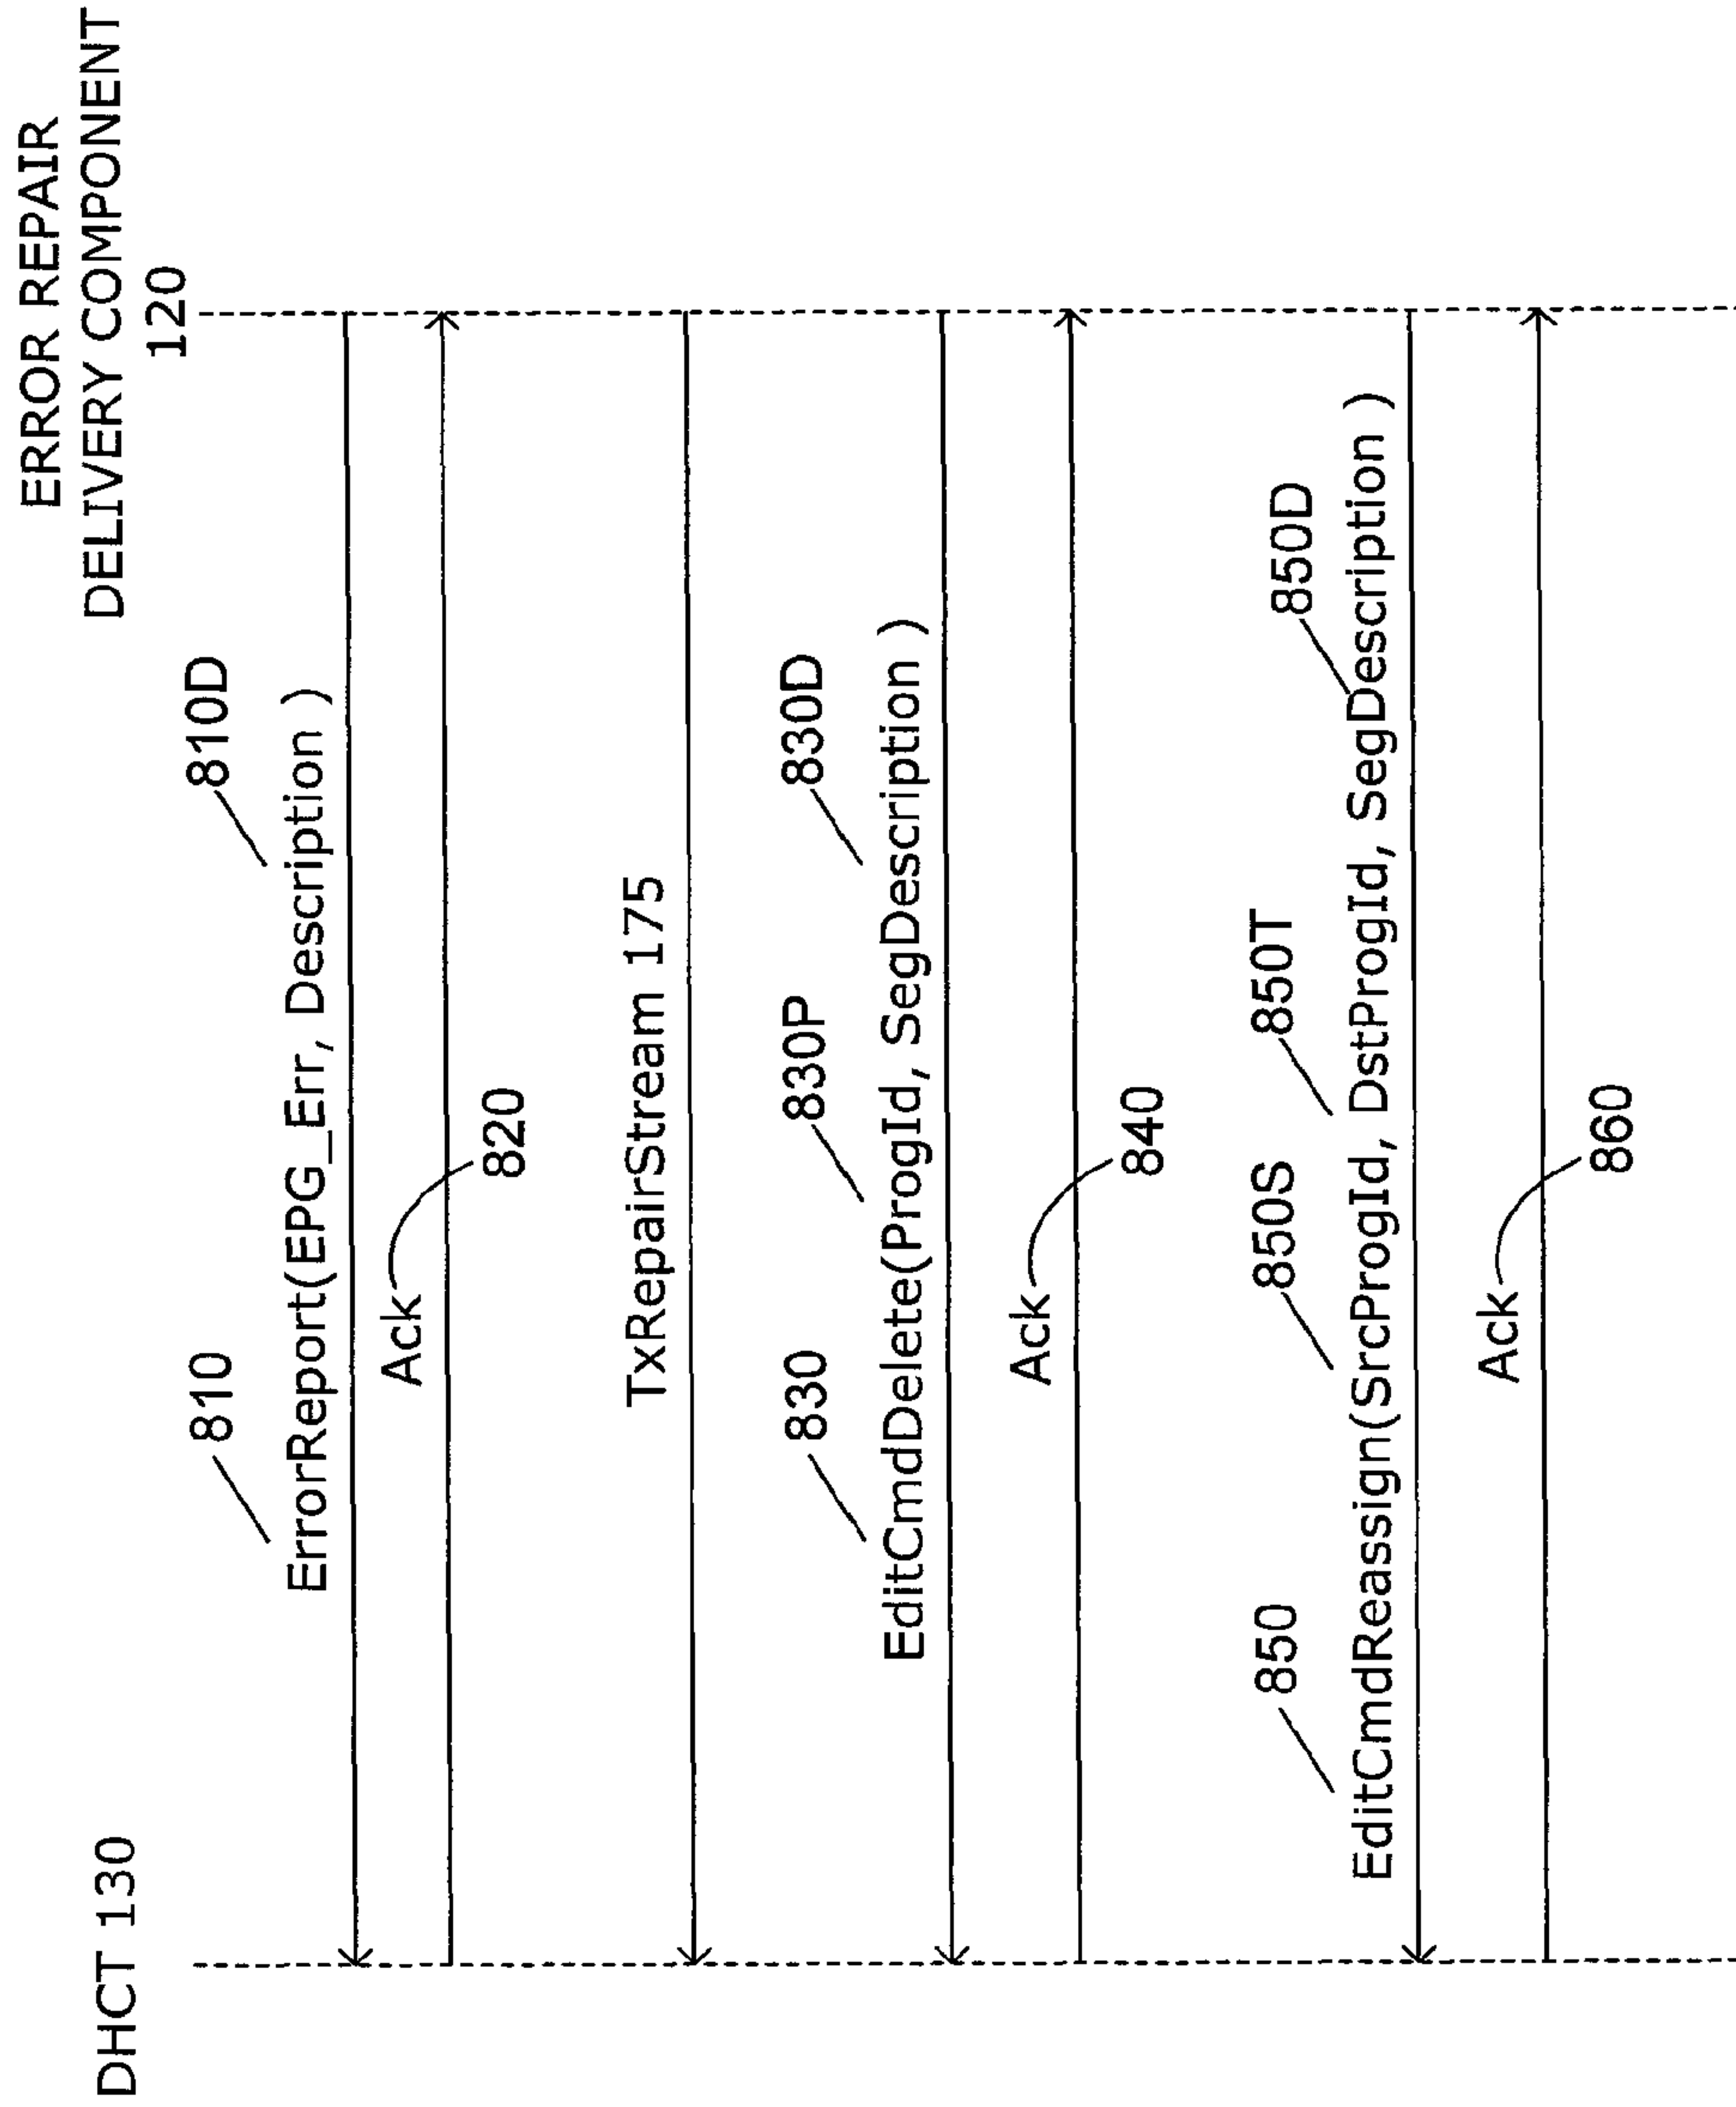 DHCT 130
ERROR REPAIR
DELIVERY COMPONENT
120
810
810D
ErrorReport(EPG_Err, Description )
Ack
820
TxRepairStream 175
830
830P
830D
EditCmdDelete(ProgId, SegDescription )
Ack
840
850
850S
850T
850D
EditCmdReassign(SrcProgId, DstProgId, SegDescription )
Ack
860